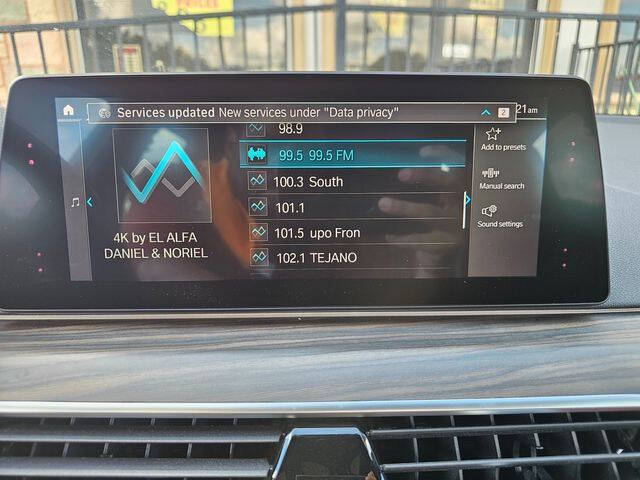 Services updated New services under "Data privacy"
2
21am
98.9
99.5 99.5 FM
100.3 South
101.1
101.5 upo Fron
102.1 TEJANO
4K by EL ALFA
DANIEL & NORIEL
Add to presets
Manual search
Sound settings